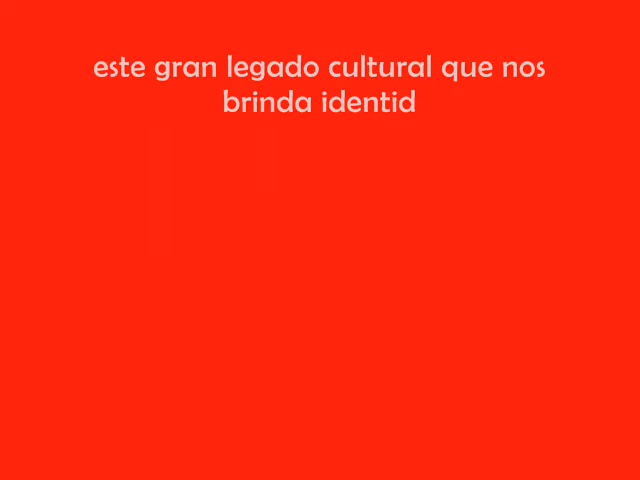 este gran legado cultural que nos
brinda identid